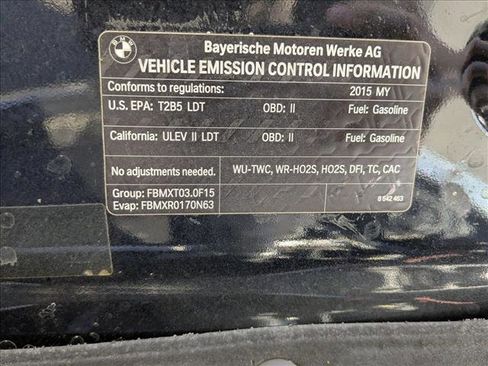 BMW
Bayerische Motoren Werke AG
VEHICLE EMISSION CONTROL INFORMATION
Conforms to regulations: 2015 MY
U.S. EPA: T2B5 LDT OBD: II Fuel: Gasoline
California: ULEV II LDT OBD: II Fuel: Gasoline
No adjustments needed. WU-TWC, WR-HO2S, HO2S, DFI, TC, CAC
Group: FBMXT03.0F15
Evap: FBMXR0170N63
8 642 463